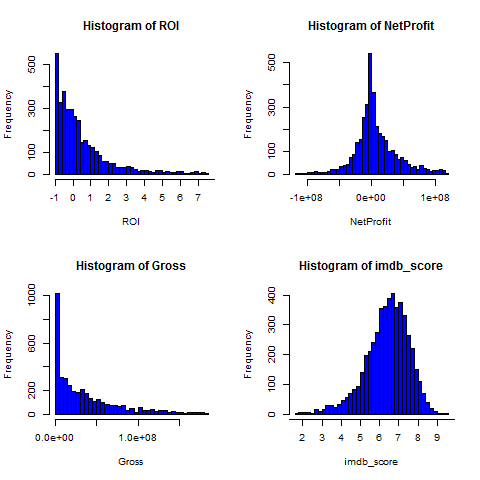 Histogram of ROI
Frequency
0 100 300 500
-1 0 1 2 3 4 5 6 7
ROI
Histogram of NetProfit
Frequency
0 100 300 500
-1e+08 0e+00 1e+08
NetProfit
Histogram of Gross
Frequency
0 200 600 1000
0.0e+00 1.0e+08
Gross
Histogram of imdb_score
Frequency
0 100 200 300 400
2 3 4 5 6 7 8 9
imdb_score